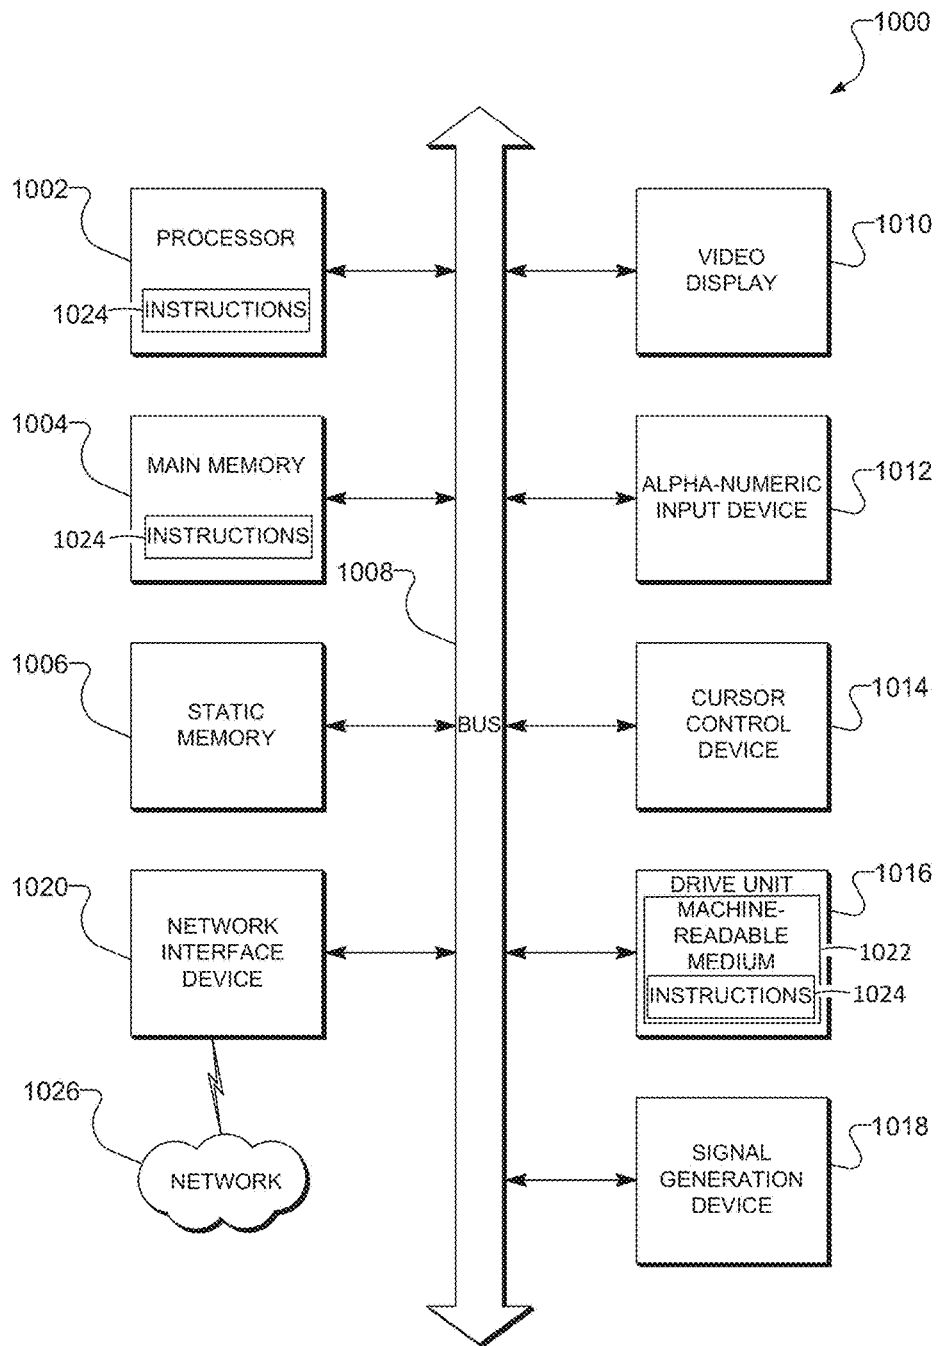 1000
1002
PROCESSOR
1024
INSTRUCTIONS
1010
VIDEO
DISPLAY
1004
MAIN MEMORY
1024
INSTRUCTIONS
1012
ALPHA-NUMERIC
INPUT DEVICE
1008
1006
STATIC
MEMORY
BUS
1014
CURSOR
CONTROL
DEVICE
1020
NETWORK
INTERFACE
DEVICE
1016
DRIVE UNIT
MACHINE-
READABLE
MEDIUM
1022
INSTRUCTIONS
1024
1026
NETWORK
1018
SIGNAL
GENERATION
DEVICE